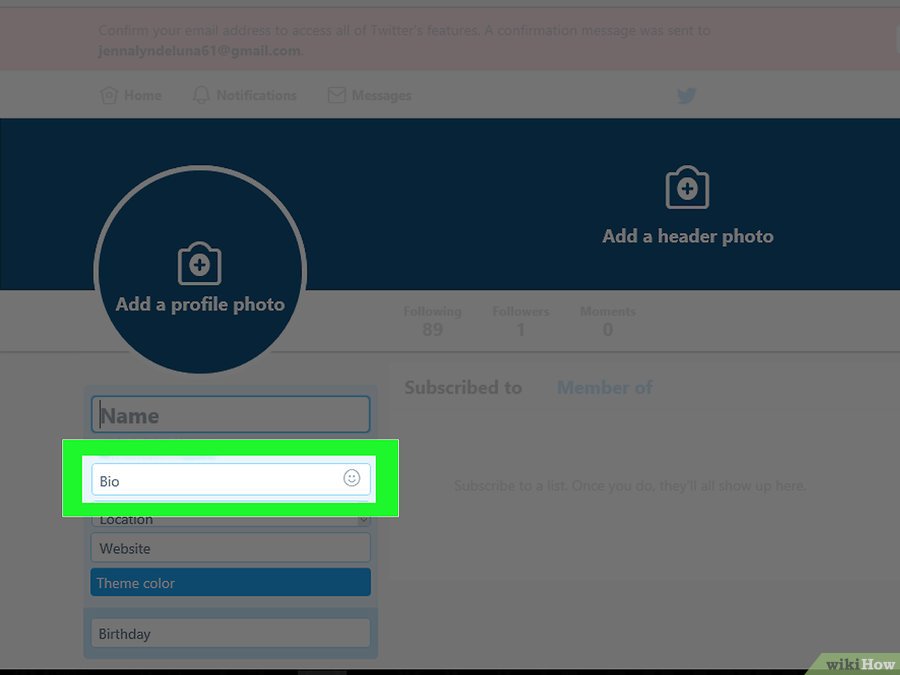 Confirm your email address to access all of Twitter's features. A confirmation message was sent to
jennalyndeluna61@gmail.com.
Home Notifications Messages
Add a header photo
Add a profile photo
Following Followers Moments
89 1 0
Subscribed to Member of
Name
Bio
Subscribe to a list. Once you do, they'll all show up here.
Location
Website
Theme color
Birthday
wikiHow